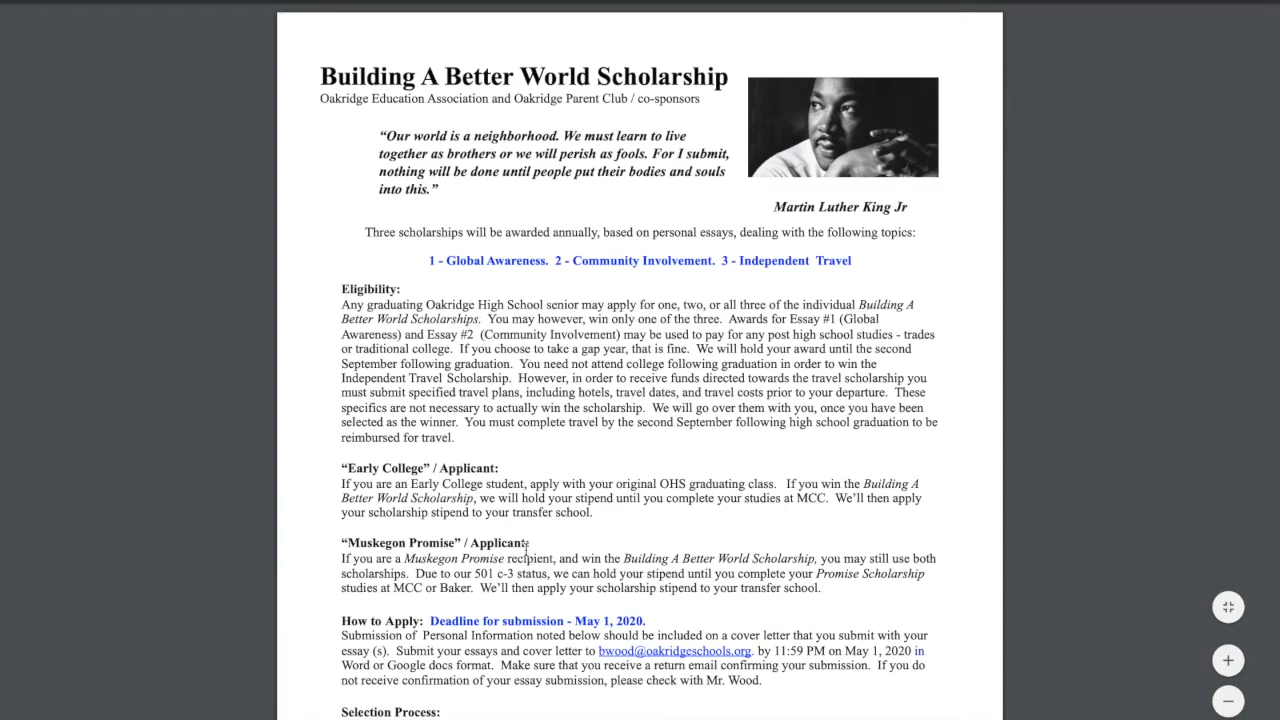 Building A Better World Scholarship
Oakridge Education Association and Oakridge Parent Club / co-sponsors
“Our world is a neighborhood. We must learn to live
together as brothers or we will perish as fools. For I submit,
nothing will be done until people put their bodies and souls
into this.”
Martin Luther King Jr
Three scholarships will be awarded annually, based on personal essays, dealing with the following topics:
1 - Global Awareness. 2 - Community Involvement. 3 - Independent Travel
Eligibility:
Any graduating Oakridge High School senior may apply for one, two, or all three of the individual Building A
Better World Scholarships. You may however, win only one of the three. Awards for Essay #1 (Global
Awareness) and Essay #2 (Community Involvement) may be used to pay for any post high school studies - trades
or traditional college. If you choose to take a gap year, that is fine. We will hold your award until the second
September following graduation. You need not attend college following graduation in order to win the
Independent Travel Scholarship. However, in order to receive funds directed towards the travel scholarship you
must submit specified travel plans, including hotels, travel dates, and travel costs prior to your departure. These
specifics are not necessary to actually win the scholarship. We will go over them with you, once you have been
selected as the winner. You must complete travel by the second September following high school graduation to be
reimbursed for travel.
“Early College” / Applicant:
If you are an Early College student, apply with your original OHS graduating class. If you win the Building A
Better World Scholarship, we will hold your stipend until you complete your studies at MCC. We’ll then apply
your scholarship stipend to your transfer school.
“Muskegon Promise” / Applicant:
If you are a Muskegon Promise recipient, and win the Building A Better World Scholarship, you may still use both
scholarships. Due to our 501 c-3 status, we can hold your stipend until you complete your Promise Scholarship
studies at MCC or Baker. We’ll then apply your scholarship stipend to your transfer school.
How to Apply: Deadline for submission - May 1, 2020.
Submission of Personal Information noted below should be included on a cover letter that you submit with your
essay (s). Submit your essays and cover letter to bwood@oakridgeschools.org. by 11:59 PM on May 1, 2020 in
Word or Google docs format. Make sure that you receive a return email confirming your submission. If you do
not receive confirmation of your essay submission, please check with Mr. Wood.
Selection Process: